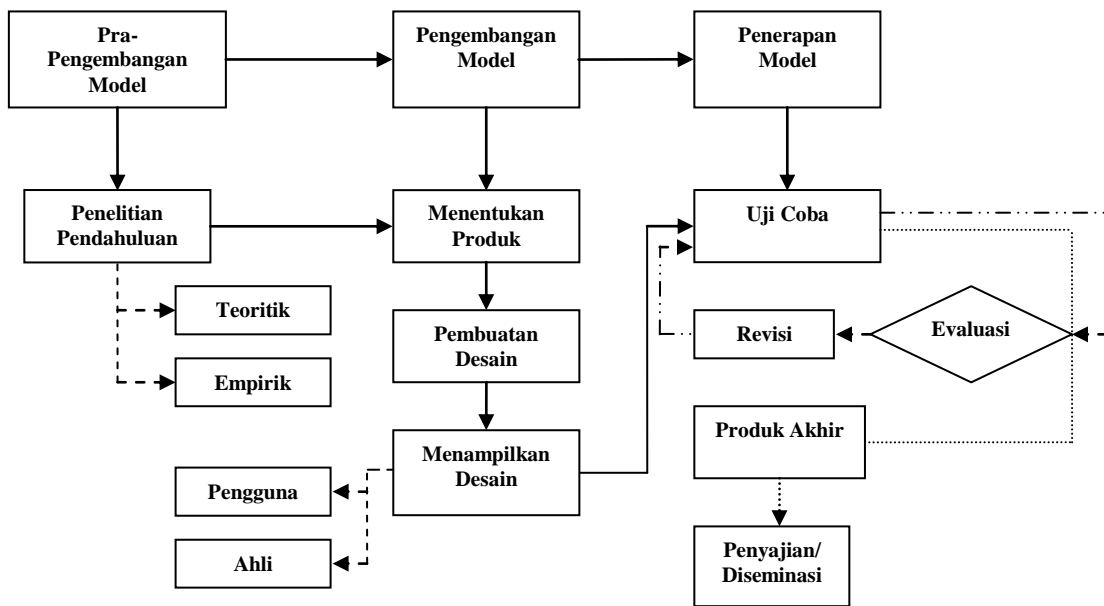 Pra-
Pengembangan
Model
Pengembangan
Model
Penerapan
Model
Penelitian
Pendahuluan
Menentukan
Produk
Uji Coba
Teoritik
Empirik
Pembuatan
Desain
Revisi
Evaluasi
Menampilkan
Desain
Produk Akhir
Pengguna
Ahli
Penyajian/
Diseminasi